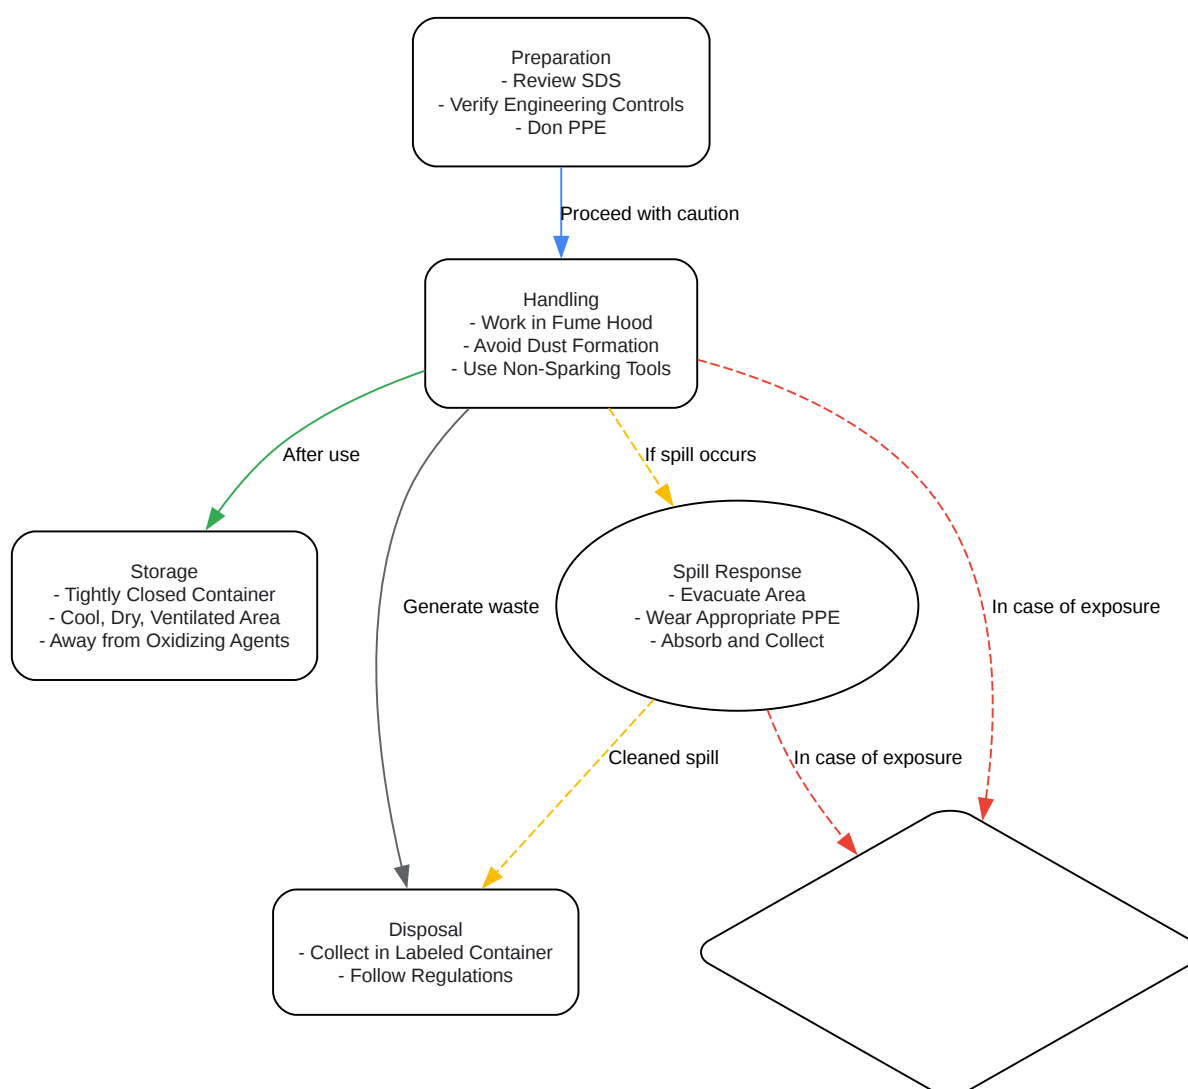 Preparation
- Review SDS
- Verify Engineering Controls
- Don PPE
Proceed with caution
Handling
- Work in Fume Hood
- Avoid Dust Formation
- Use Non-Sparking Tools
After use
If spill occurs
Storage
- Tightly Closed Container
- Cool, Dry, Ventilated Area
- Away from Oxidizing Agents
Generate waste
Spill Response
- Evacuate Area
- Wear Appropriate PPE
- Absorb and Collect
In case of exposure
Cleaned spill
In case of exposure
Disposal
- Collect in Labeled Container
- Follow Regulations